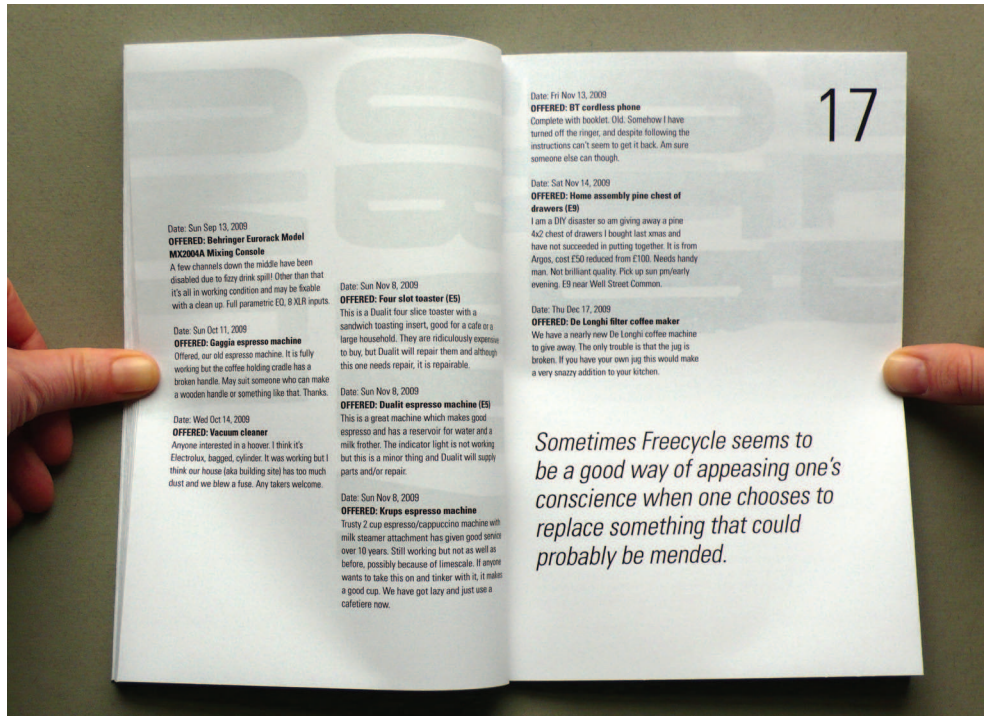 Date: Sun Sep 13, 2009
OFFERED: Behringer Eurorack Model
MX2004A Mixing Console
A few channels down the middle have been
disabled due to fizzy drink spill! Other than that
it's all in working condition and may be fixable
with a clean up. Full parametric EQ, 8 XLR inputs.
Date: Sun Oct 11, 2009
OFFERED: Gaggia espresso machine
Offered, our old espresso machine. It is fully
working but the coffee holding cradle has a
broken handle. May suit someone who can make
a wooden handle or something like that. Thanks.
Date: Wed Oct 14, 2009
OFFERED: Vacuum cleaner
Anyone interested in a hoover. I think it's
Electrolux, bagged, cylinder. It was working but I
think our house (aka building site) has too much
dust and we blew a fuse. Any takers welcome.
Date: Sun Nov 8, 2009
OFFERED: Four slot toaster (E5)
This is a Dualit four slice toaster with a
sandwich toasting insert, good for a cafe or a
large household. They are ridiculously expensive
to buy, but Dualit will repair them and although
this one needs repair, it is repairable.
Date: Sun Nov 8, 2009
OFFERED: Dualit espresso machine (E5)
This is a great machine which makes good
espresso and has a reservoir for water and a
milk frother. The indicator light is not working
but this is a minor thing and Dualit will supply
parts and/or repair.
Date: Sun Nov 8, 2009
OFFERED: Krups espresso machine
Trusty 2 cup espresso/cappuccino machine with
milk steamer attachment has given good service
over 10 years. Still working but not as well as
before, possibly because of limescale. If anyone
wants to take this on and tinker with it, it makes
a good cup. We have got lazy and just use a
cafetiere now.
17
Date: Fri Nov 13, 2009
OFFERED: BT cordless phone
Complete with booklet. Old. Somehow I have
turned off the ringer, and despite following the
instructions can't seem to get it back. Am sure
someone else can though.
Date: Sat Nov 14, 2009
OFFERED: Home assembly pine chest of
drawers (E9)
I am a DIY disaster so am giving away a pine
4x2 chest of drawers I bought last xmas and
have not succeeded in putting together. It is from
Argos, cost £50 reduced from £100. Needs handy
man. Not brilliant quality. Pick up sun pm/early
evening. E9 near Well Street Common.
Date: Thu Dec 17, 2009
OFFERED: De Longhi filter coffee maker
We have a nearly new De Longhi coffee machine
to give away. The only trouble is that the jug is
broken. If you have your own jug this would make
a very snazzy addition to your kitchen.
Sometimes Freecycle seems to
be a good way of appeasing one's
conscience when one chooses to
replace something that could
probably be mended.